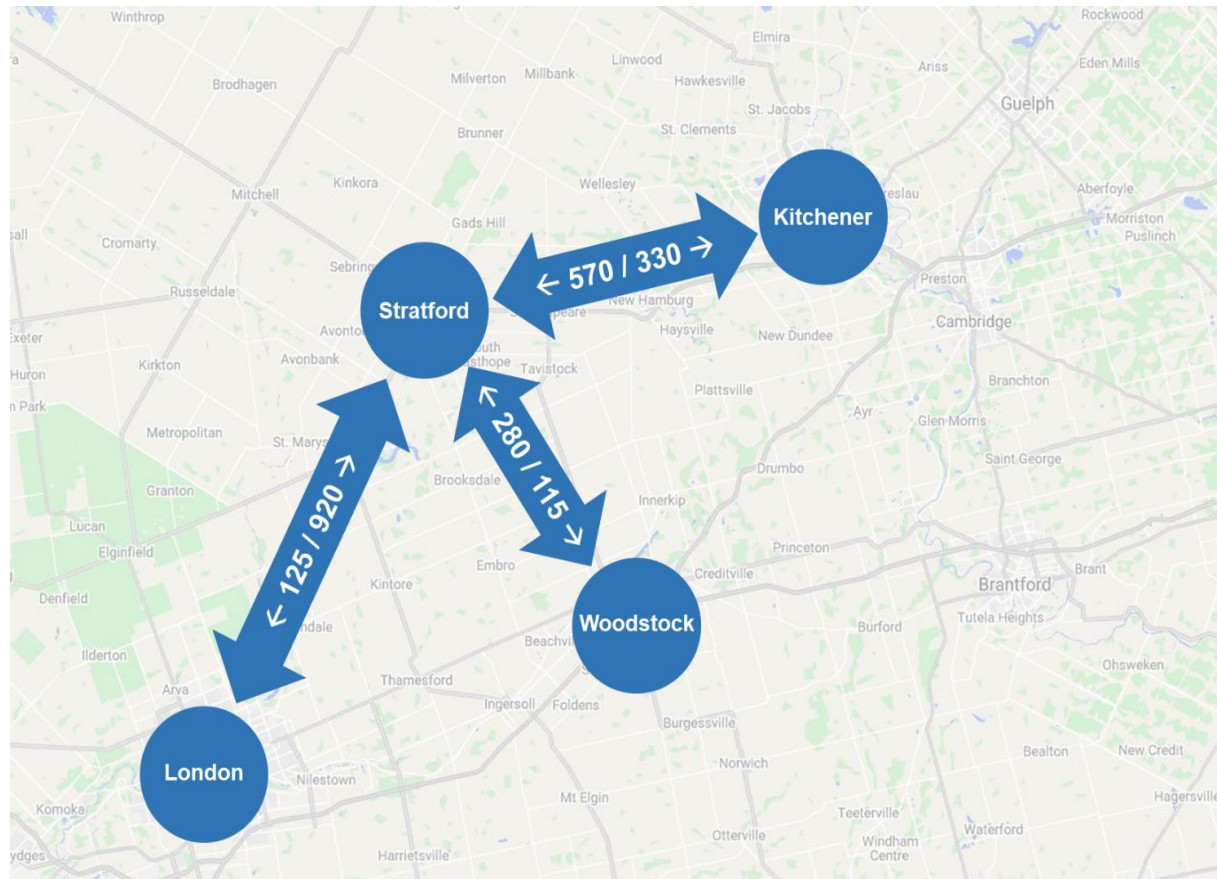 Winthrop
Brodhagen
Milverton
Millbank
Linwood
Elmira
Hawkesville
Ariss
Rockwood
Eden Mills
Guelph
Brunner
St. Clements
St. Jacobs
Mitchell
Kinkora
Wellesley
Kitchener
reslau
Aberfoyle
Morriston
Puslinch
Gads Hill
Cromarty
Sebring
← 570 / 330 →
Preston
Russeldale
Stratford
New Hamburg
Cambridge
Exeter
Avonton
Haysville
New Dundee
Avonbank
Tavistock
Kirkton
Huron
Plattsville
Branchton
n Park
Ayr
Glen Morris
Metropolitan
St. Marys
← 280 / 115 →
Saint George
Granton
Brooksdale
Drumbo
Lucan
← 125 / 920 →
Innerkip
Elginfield
Princeton
Embro
Creditville
Brantford
Brant
Denfield
Kintore
Tutela Heights
Woodstock
Burford
Beachvil
Ilderton
Ohsweken
Thamesford
Arva
Ingersoll
Foldens
Burgessville
London
Nilestown
Norwich
Bealton
New Credit
Komoka
Mt Elgin
Hagersville
Teeterville
Waterford
Otterville
Windham
Centre
Harrietsville